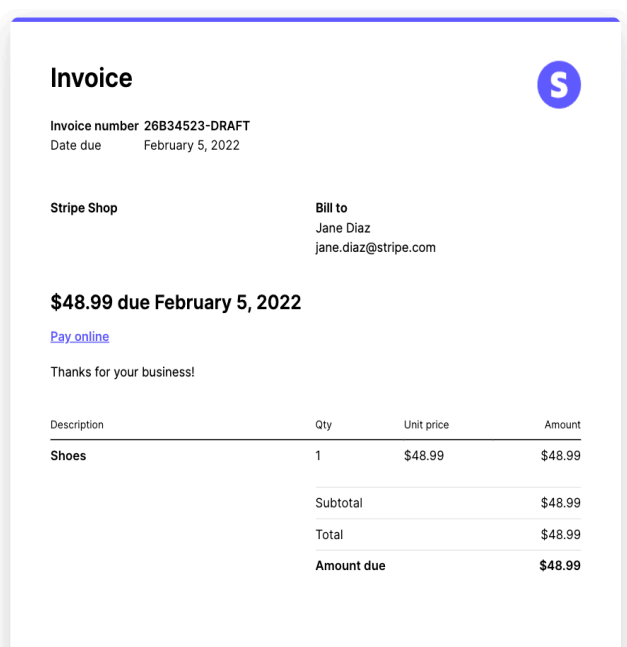 Invoice
S
Invoice number 26B34523-DRAFT
Date due February 5, 2022
Stripe Shop
Bill to
Jane Diaz
jane.diaz@stripe.com
$48.99 due February 5, 2022
Pay online
Thanks for your business!
Description Qty Unit price Amount
Shoes 1 $48.99 $48.99
Subtotal $48.99
Total $48.99
Amount due $48.99